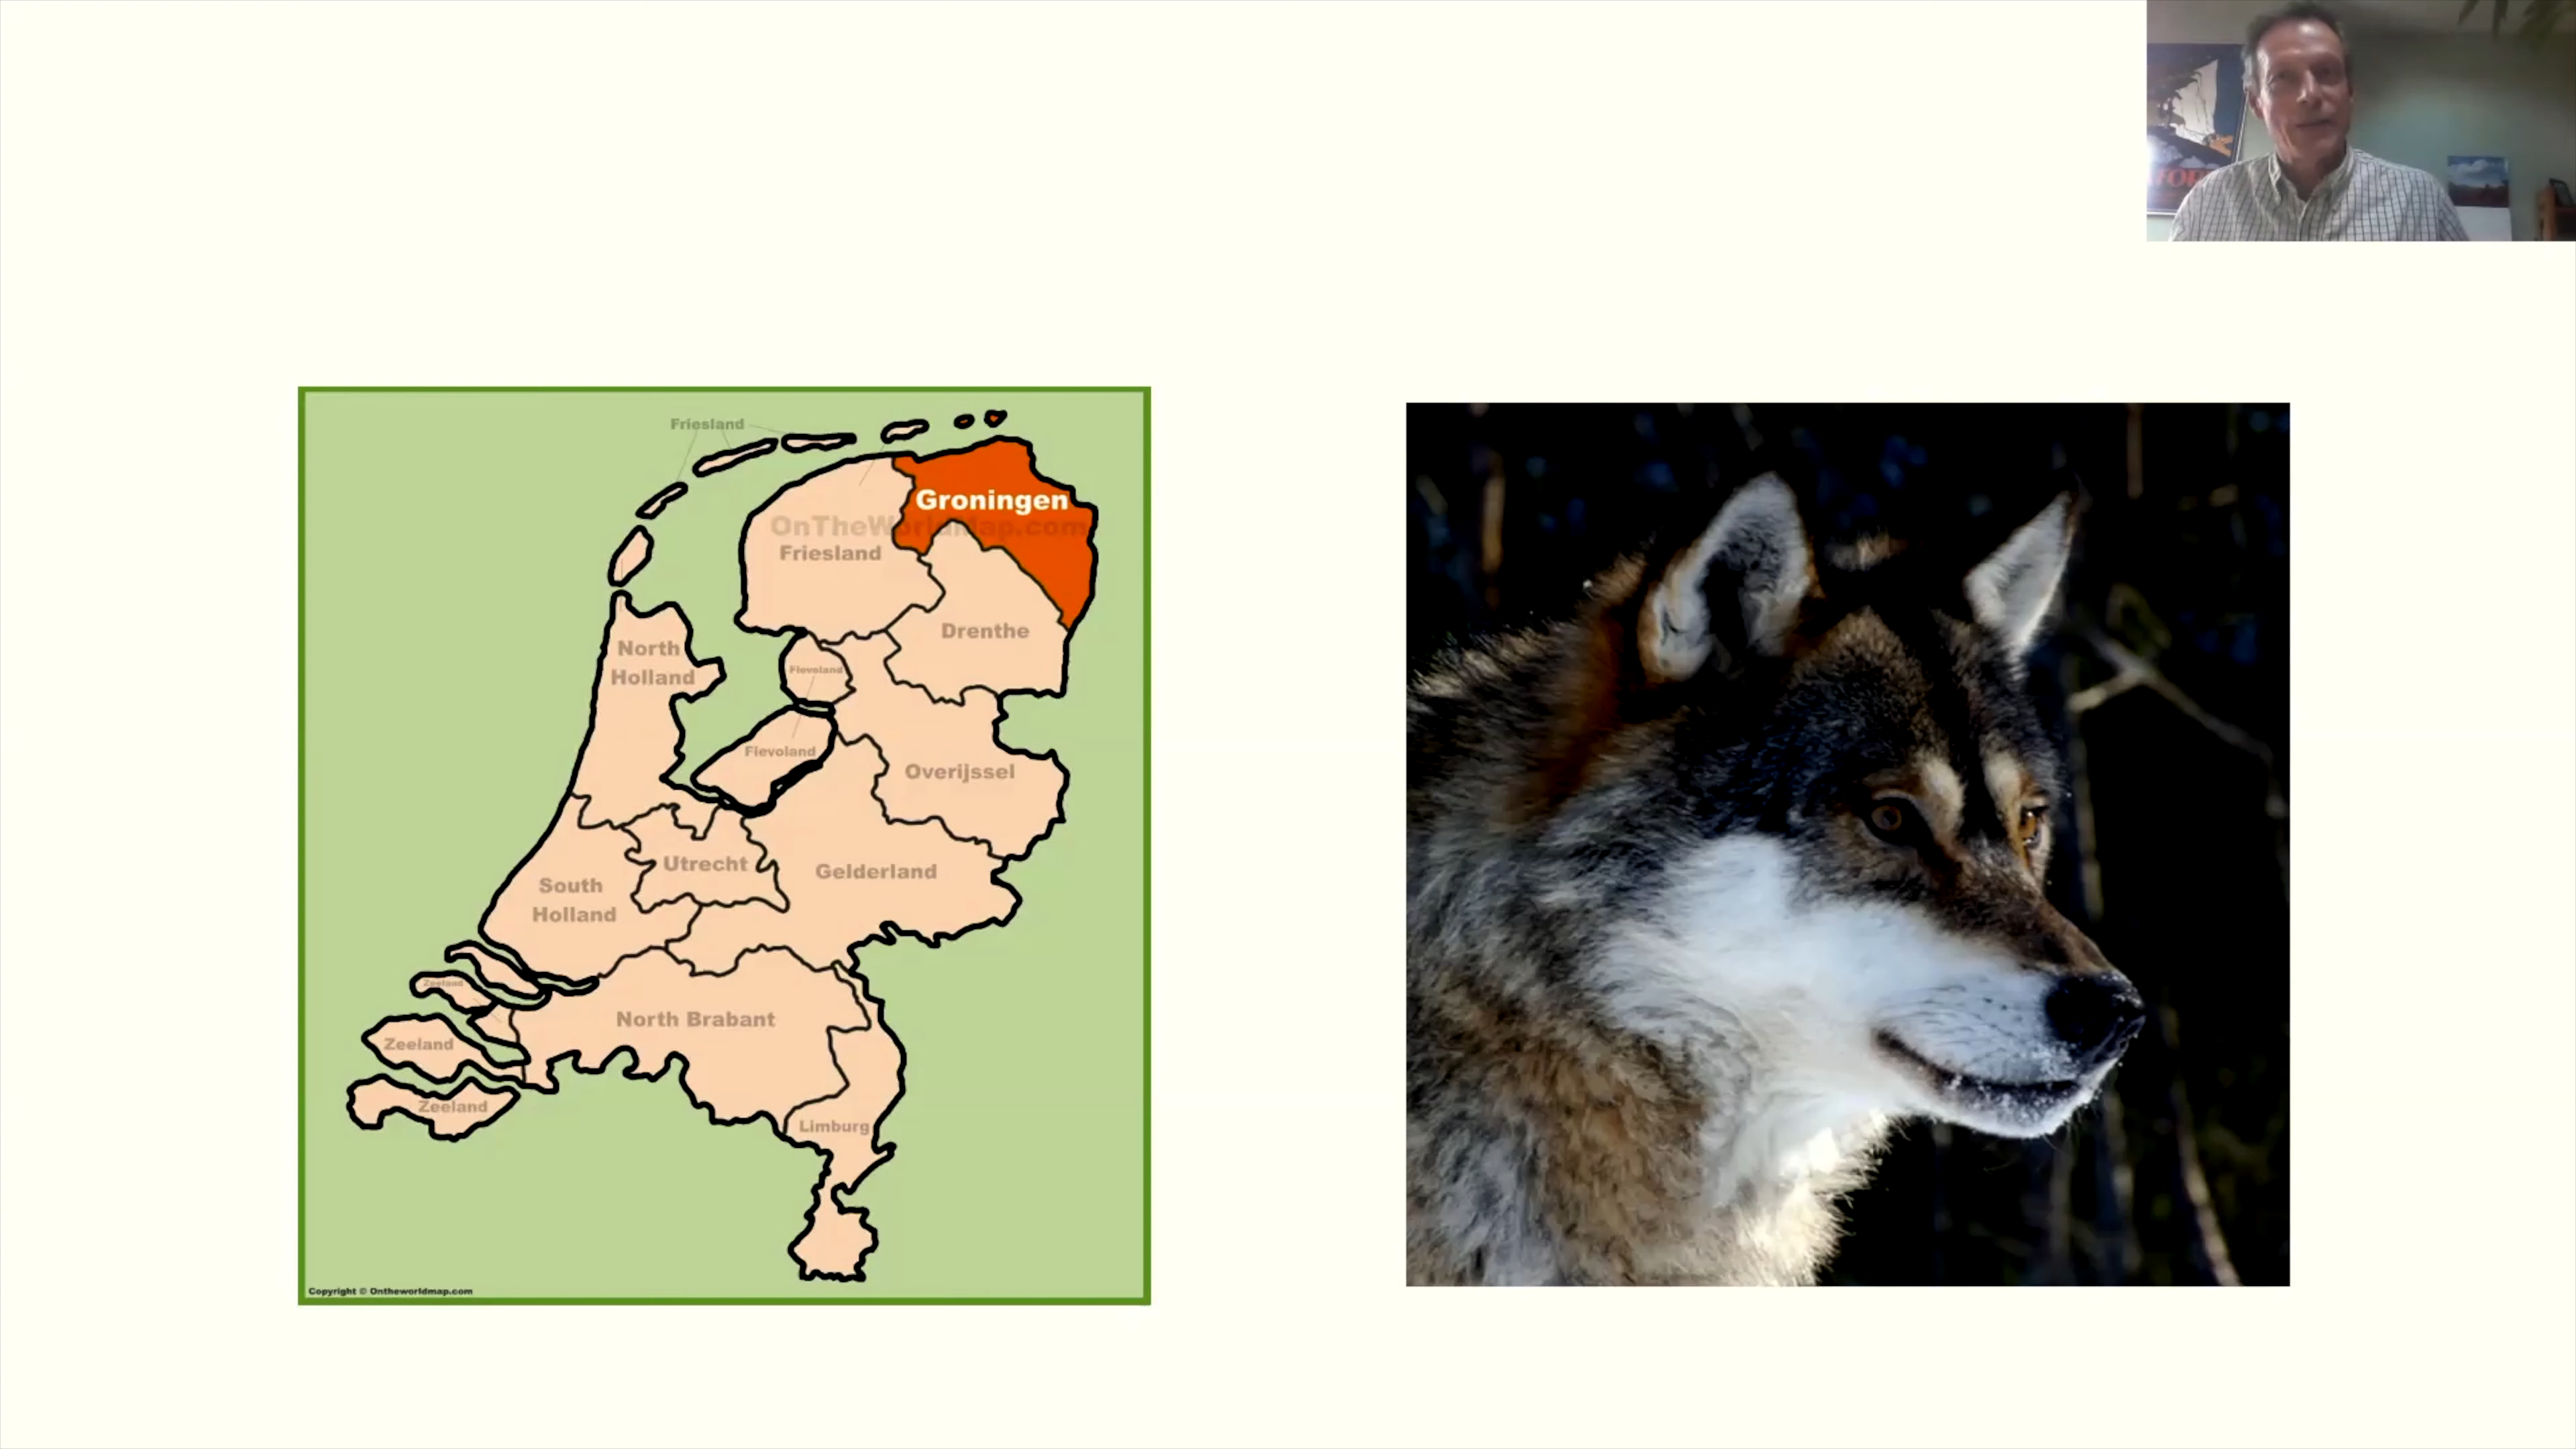 Friesland
Groningen
OnTheWorldMap.com
Friesland
Drenthe
North
Holland
Flevoland
Flevoland
Overijssel
Utrecht
Gelderland
South
Holland
Zeeland
North Brabant
Zeeland
Zeeland
Limburg
Copyright © Ontheworldmap.com